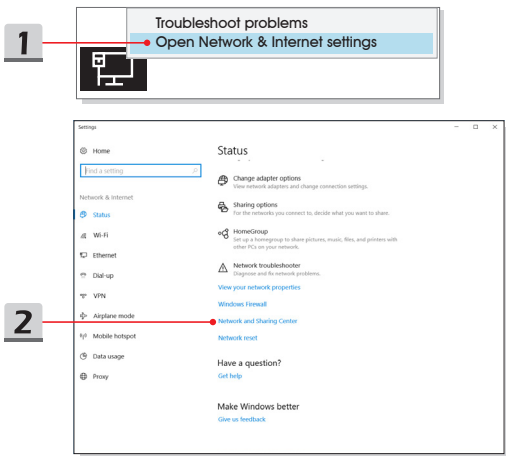 1
Troubleshoot problems
Open Network & Internet settings
Settings
Home
Find a setting
Network & Internet
Status
Wi-Fi
Ethernet
Dial-up
VPN
Airplane mode
Mobile hotspot
Data usage
Proxy
2
Status
Change adapter options
View network adapters and change connection settings.
Sharing options
For the networks you connect to, decide what you want to share.
HomeGroup
Set up a homegroup to share pictures, music, files, and printers with
other PCs on your network.
Network troubleshooter
Diagnose and fix network problems.
View your network properties
Windows Firewall
Network and Sharing Center
Network reset
Have a question?
Get help
Make Windows better
Give us feedback